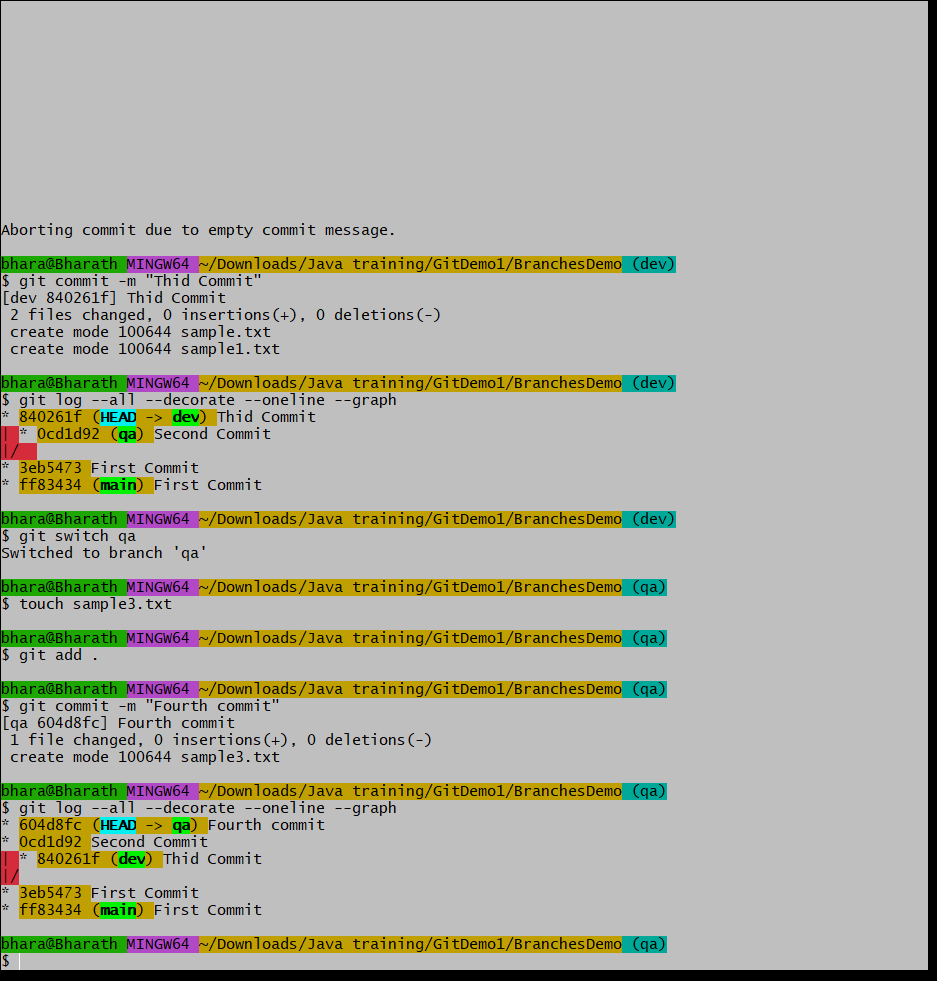 Aborting commit due to empty commit message.
bhara@Bharath MINGW64 ~/Downloads/Java training/GitDemo1/BranchesDemo (dev)
$ git commit -m "Thid Commit"
[dev 840261f] Thid Commit
 2 files changed, 0 insertions(+), 0 deletions(-)
 create mode 100644 sample.txt
 create mode 100644 sample1.txt
bhara@Bharath MINGW64 ~/Downloads/Java training/GitDemo1/BranchesDemo (dev)
$ git log --all --decorate --oneline --graph
* 840261f (HEAD -> dev) Thid Commit
| * 0cd1d92 (qa) Second Commit
|/
* 3eb5473 First Commit
* ff83434 (main) First Commit
bhara@Bharath MINGW64 ~/Downloads/Java training/GitDemo1/BranchesDemo (dev)
$ git switch qa
Switched to branch 'qa'
bhara@Bharath MINGW64 ~/Downloads/Java training/GitDemo1/BranchesDemo (qa)
$ touch sample3.txt
bhara@Bharath MINGW64 ~/Downloads/Java training/GitDemo1/BranchesDemo (qa)
$ git add .
bhara@Bharath MINGW64 ~/Downloads/Java training/GitDemo1/BranchesDemo (qa)
$ git commit -m "Fourth commit"
[qa 604d8fc] Fourth commit
 1 file changed, 0 insertions(+), 0 deletions(-)
 create mode 100644 sample3.txt
bhara@Bharath MINGW64 ~/Downloads/Java training/GitDemo1/BranchesDemo (qa)
$ git log --all --decorate --oneline --graph
* 604d8fc (HEAD -> qa) Fourth commit
* 0cd1d92 Second Commit
| * 840261f (dev) Thid Commit
|/
* 3eb5473 First Commit
* ff83434 (main) First Commit
bhara@Bharath MINGW64 ~/Downloads/Java training/GitDemo1/BranchesDemo (qa)
$